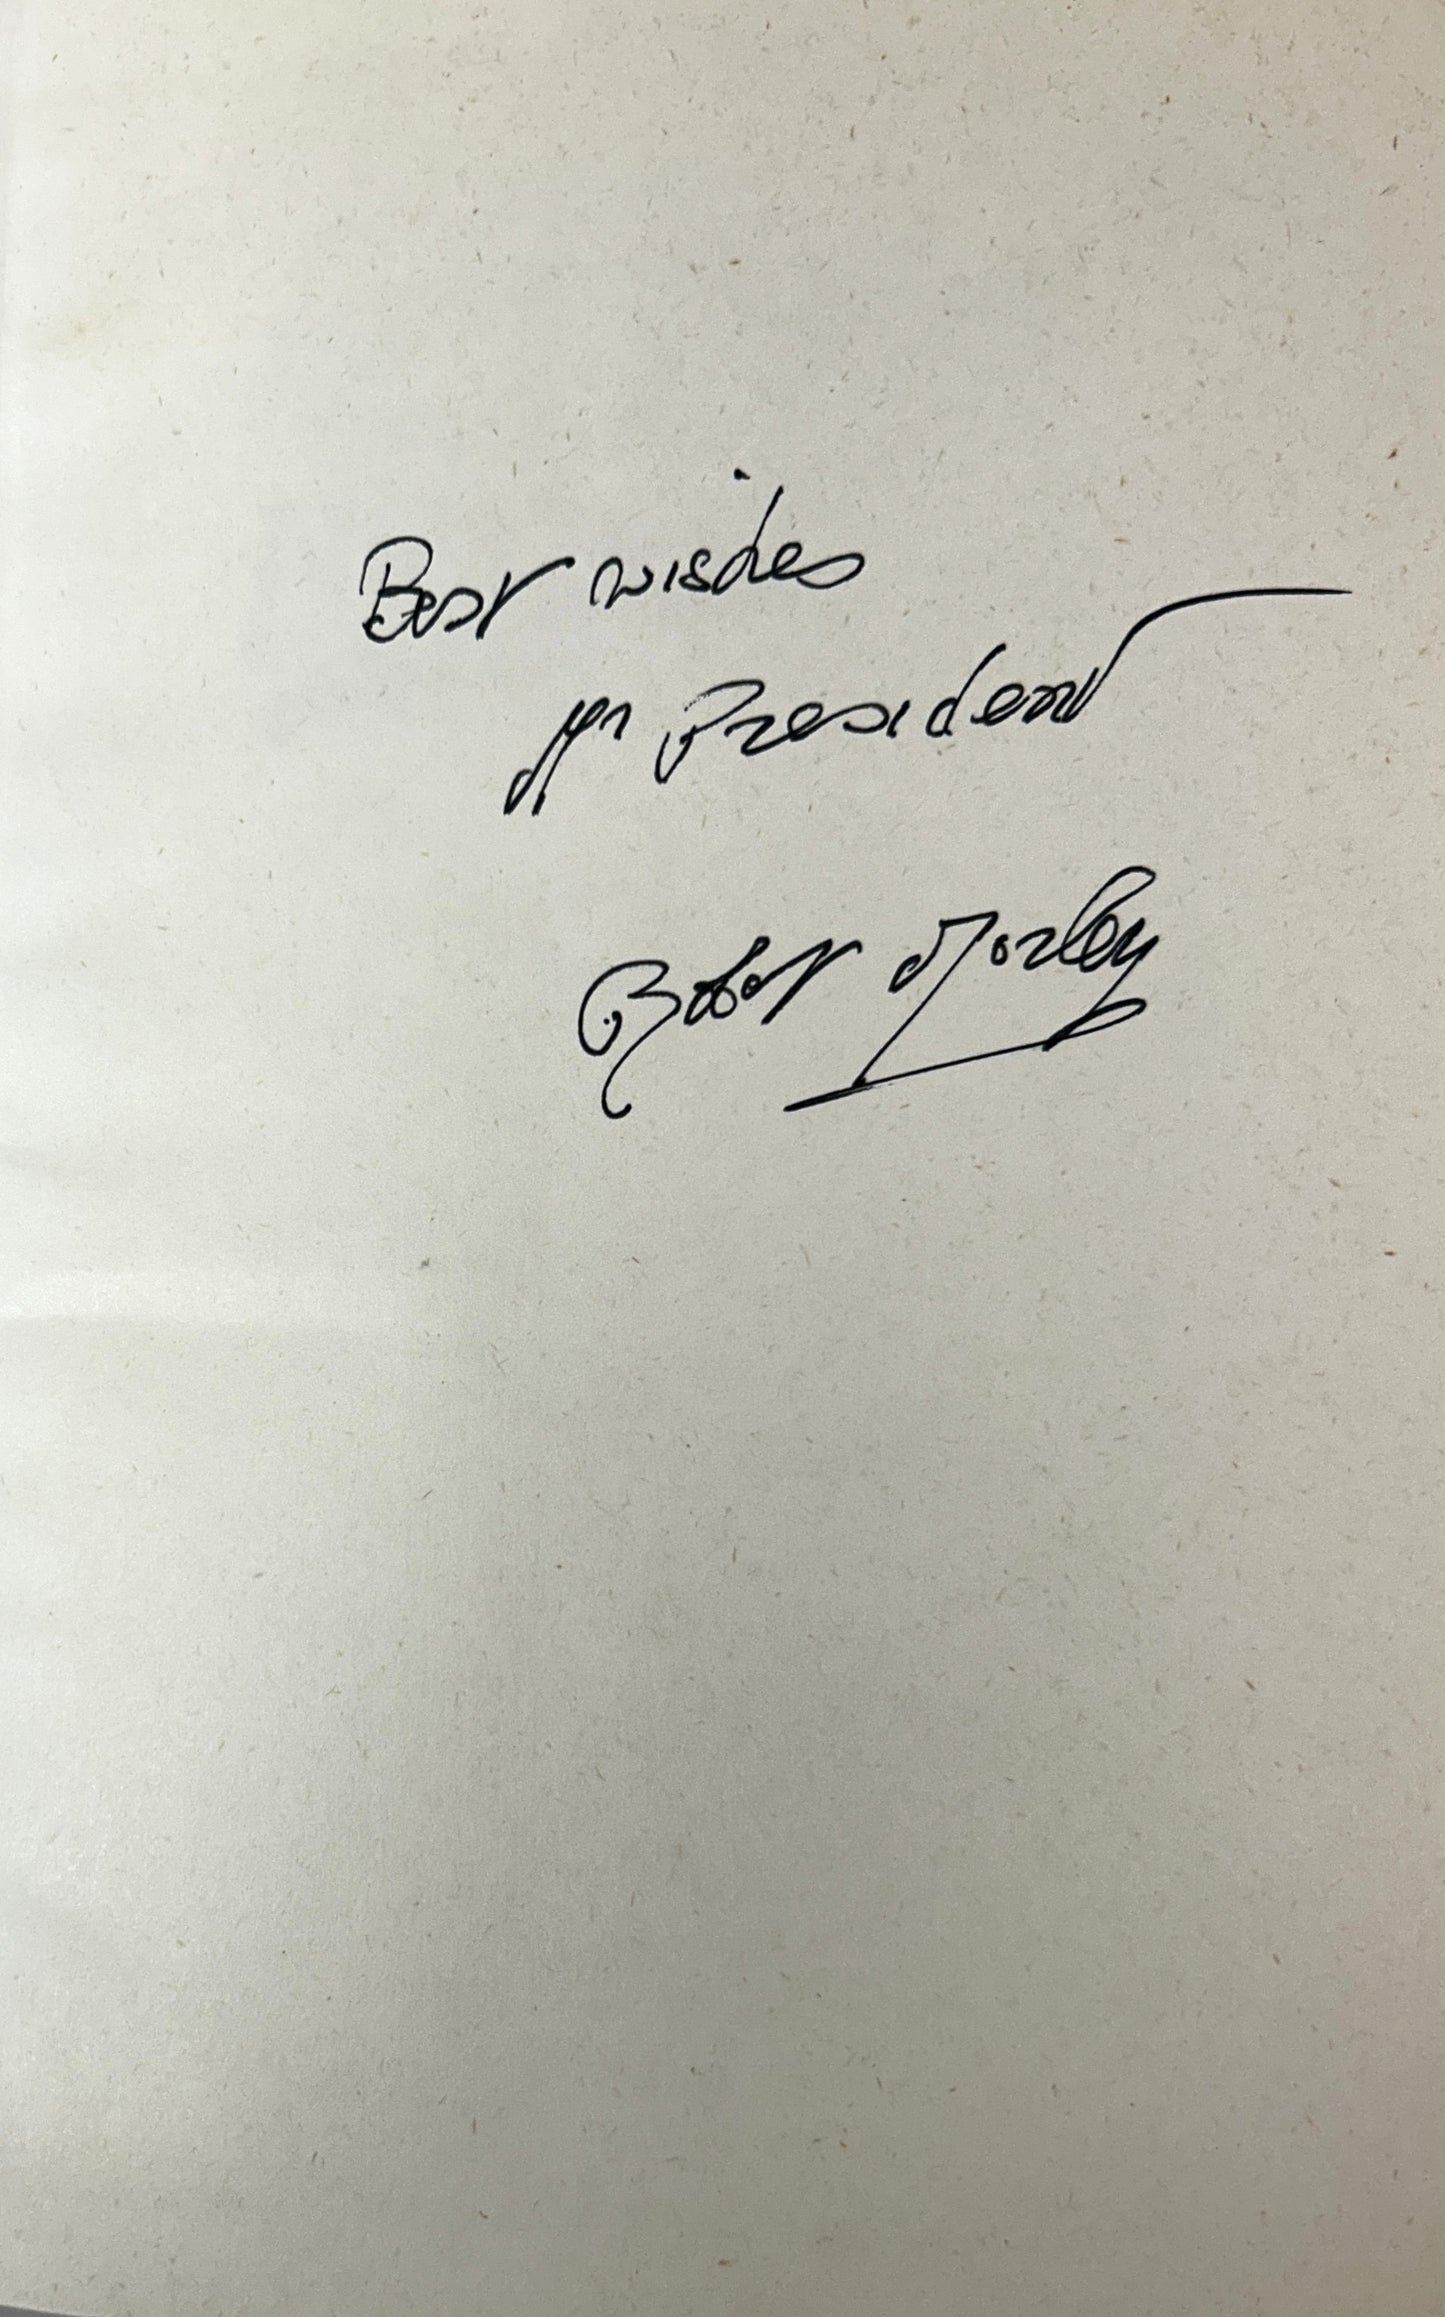 Best wishes
Mr President
Robert Morley